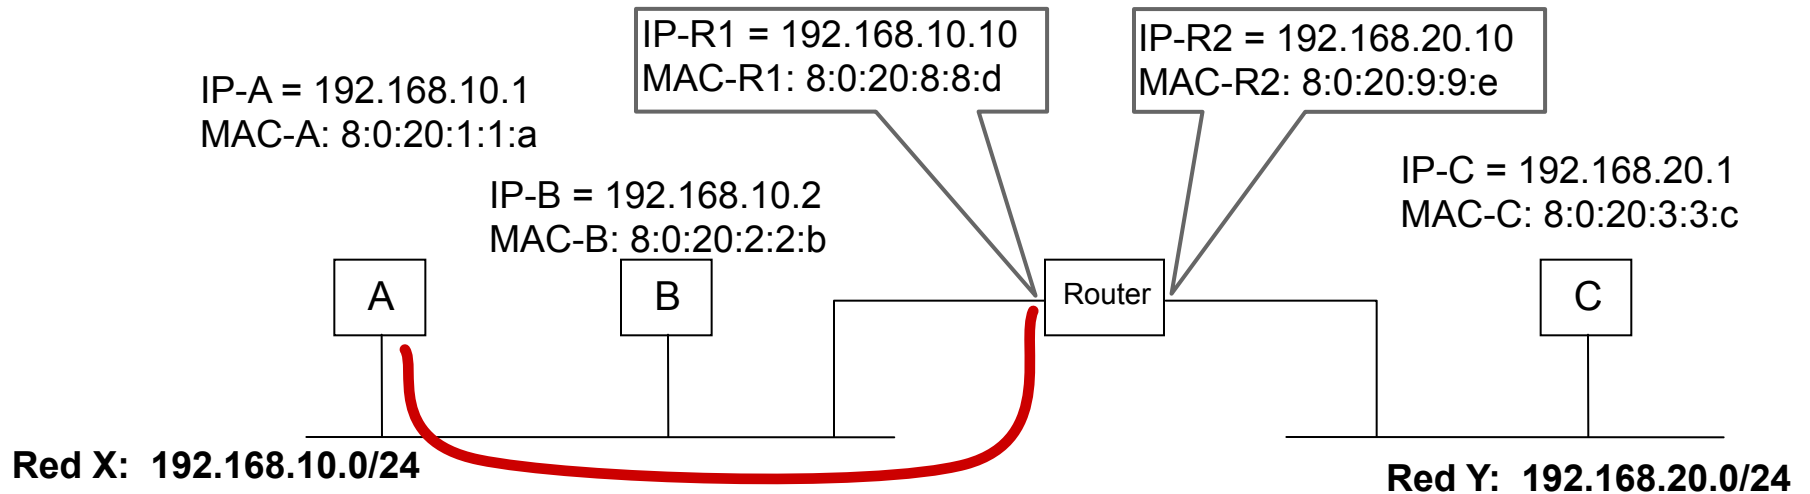 IP-R1 = 192.168.10.10
MAC-R1: 8:0:20:8:8:d
IP-R2 = 192.168.20.10
MAC-R2: 8:0:20:9:9:e
IP-A = 192.168.10.1
MAC-A: 8:0:20:1:1:a
IP-B = 192.168.10.2
MAC-B: 8:0:20:2:2:b
IP-C = 192.168.20.1
MAC-C: 8:0:20:3:3:c
A
B
Router
C
Red X: 192.168.10.0/24
Red Y: 192.168.20.0/24